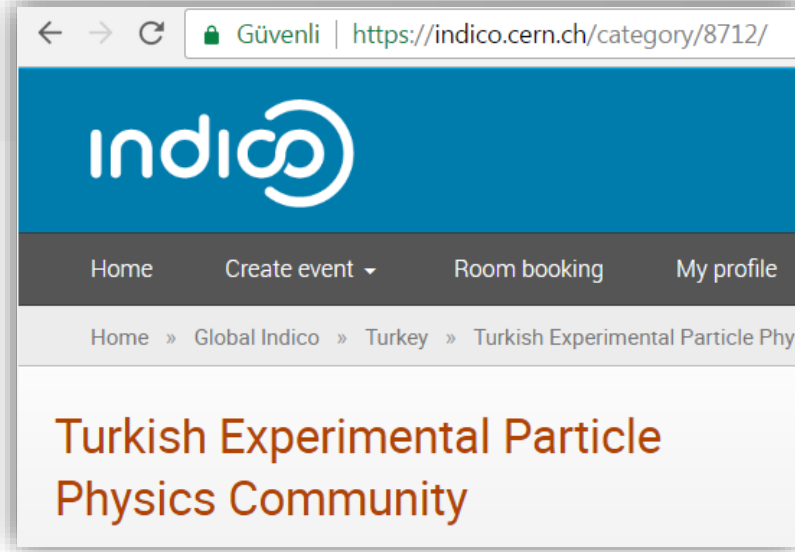 Güvenli | https://indico.cern.ch/category/8712/
indico
Home Create event Room booking My profile
Home » Global Indico » Turkey » Turkish Experimental Particle Phy
Turkish Experimental Particle
Physics Community